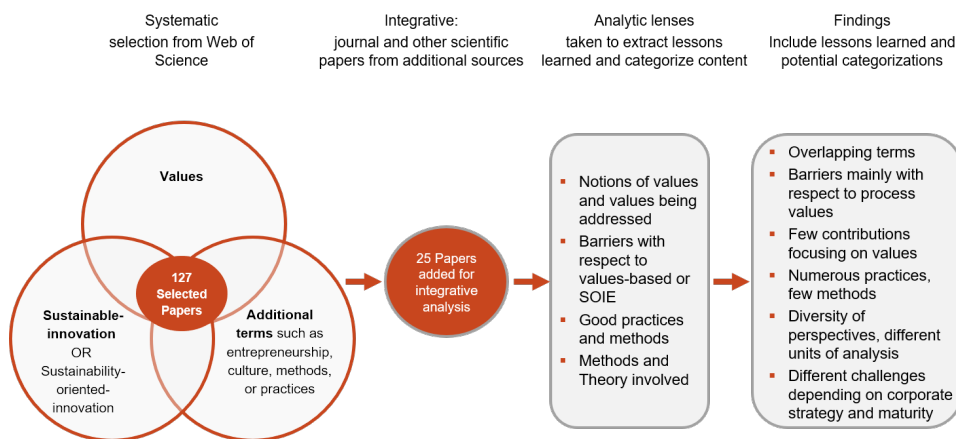 Systematic
selection from Web of
Science
Integrative:
journal and other scientific
papers from additional sources
Analytic lenses
taken to extract lessons
learned and categorize content
Findings
Include lessons learned and
potential categorizations
Values
127
Selected
Papers
Sustainable-
innovation
OR
Sustainability-
oriented-
innovation
Additional
terms such as
entrepreneurship,
culture, methods,
or practices
25 Papers
added for
integrative
analysis
▪ Notions of values
and values being
addressed
▪ Barriers with
respect to
values-based or
SOIE
▪ Good practices
and methods
▪ Methods and
Theory involved
▪ Overlapping terms
▪ Barriers mainly with
respect to process
values
▪ Few contributions
focusing on values
▪ Numerous practices,
few methods
▪ Diversity of
perspectives, different
units of analysis
▪ Different challenges
depending on corporate
strategy and maturity